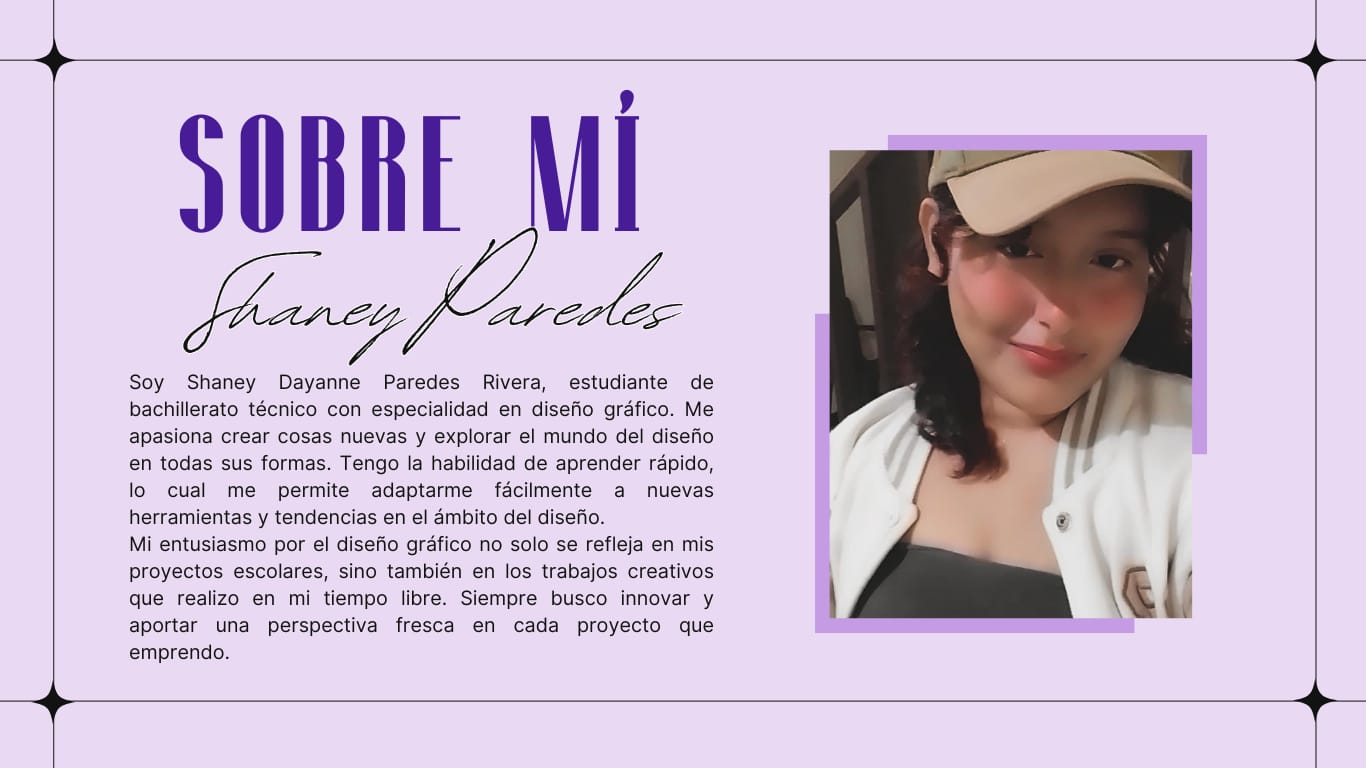 SOBRE MÍ
Shaney Paredes
Soy Shaney Dayanne Paredes Rivera, estudiante de
bachillerato técnico con especialidad en diseño gráfico. Me
apasiona crear cosas nuevas y explorar el mundo del diseño
en todas sus formas. Tengo la habilidad de aprender rápido,
lo cual me permite adaptarme fácilmente a nuevas
herramientas y tendencias en el ámbito del diseño.
Mi entusiasmo por el diseño gráfico no solo se refleja en mis
proyectos escolares, sino también en los trabajos creativos
que realizo en mi tiempo libre. Siempre busco innovar y
aportar una perspectiva fresca en cada proyecto que
emprendo.